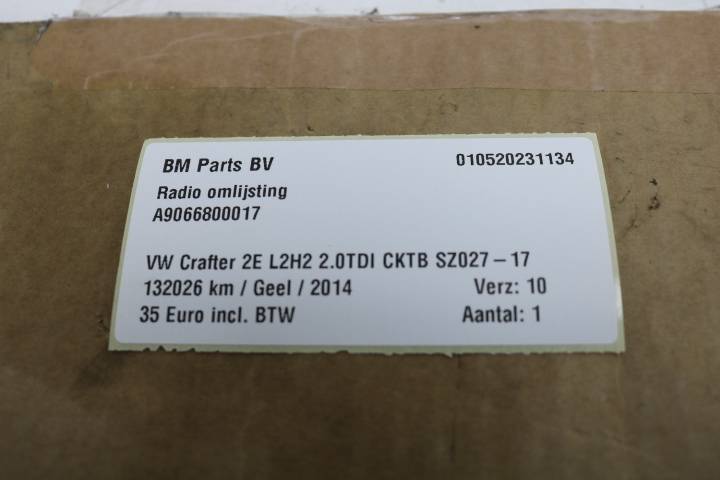 BM Parts BV 010520231134
Radio omlijsting
A9066800017
VW Crafter 2E L2H2 2.0TDI CKTB SZ027-17
132026 km / Geel / 2014 Verz: 10
35 Euro incl. BTW Aantal: 1